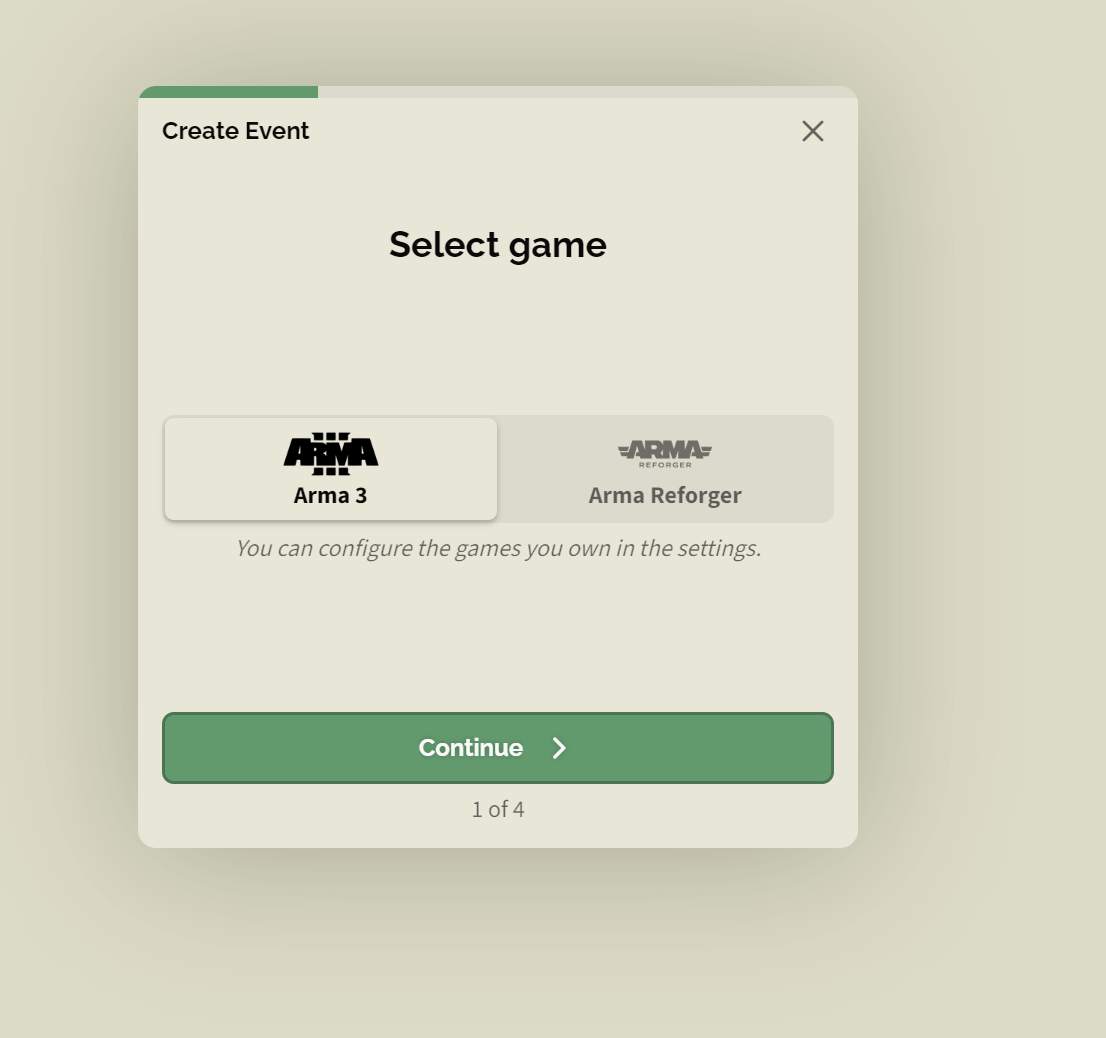 Create Event
Select game
ARMA
Arma 3
ARMA
REFORGER
Arma Reforger
You can configure the games you own in the settings.
Continue
1 of 4